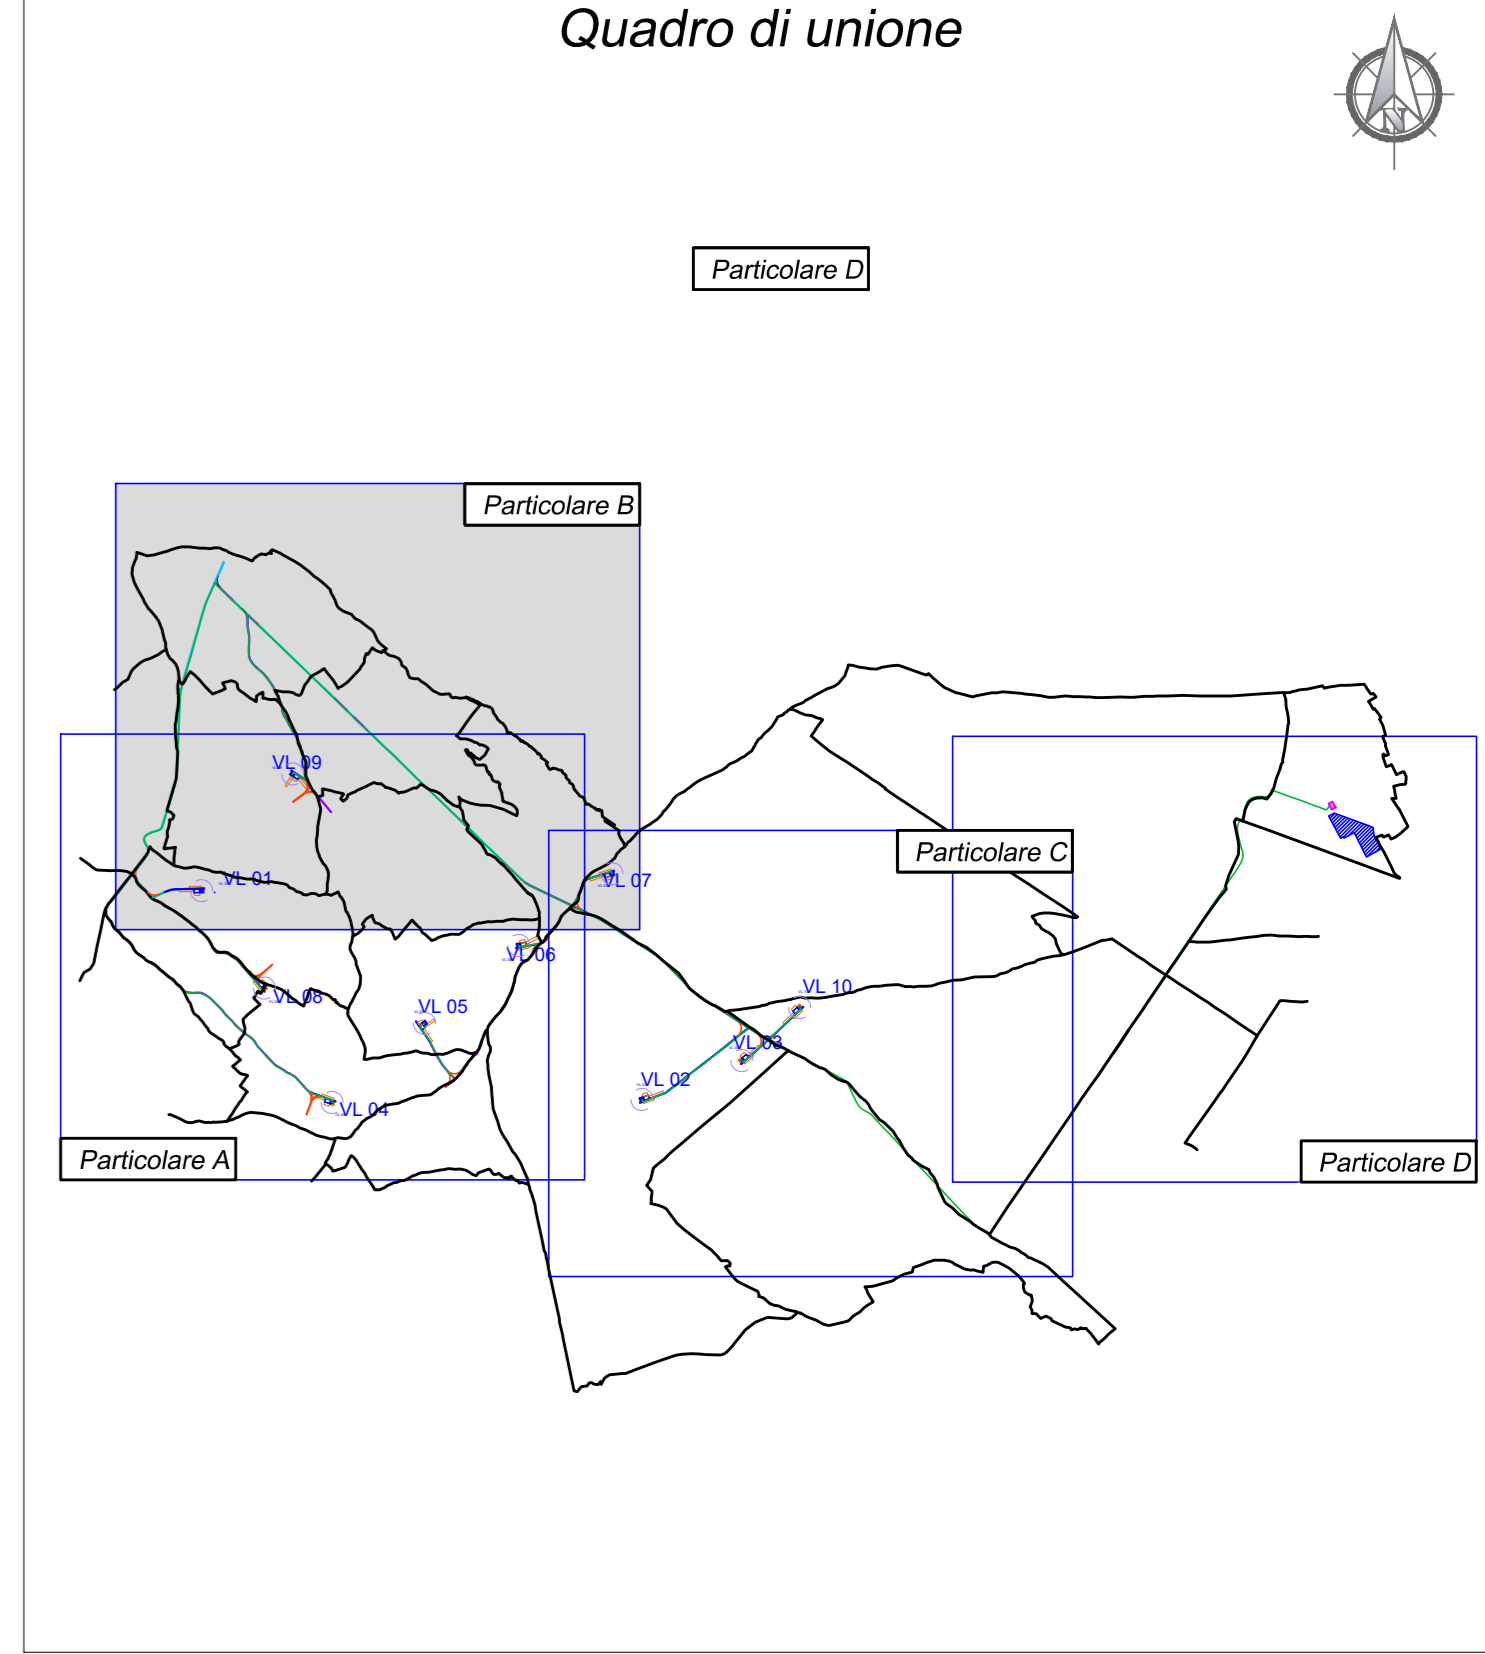 Quadro di unione
N
Particolare D
Particolare B
VL 09
Particolare C
VL 01
VL 07
VL 06
VL 08
VL 05
VL 10
VL 03
VL 02
VL 04
Particolare A
Particolare D